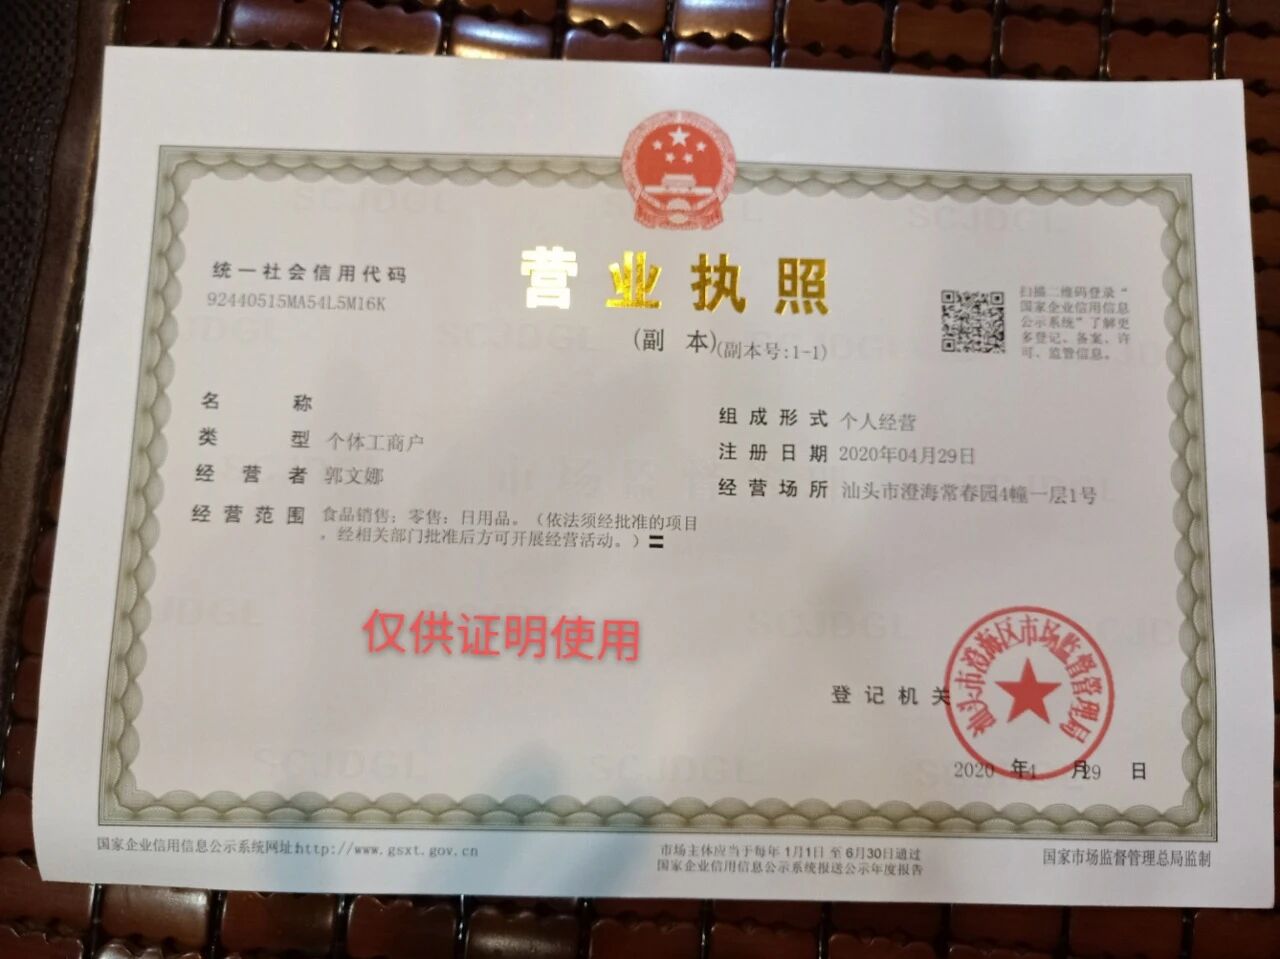 统一社会信用代码
92440515MA54L5M16K
营业执照
(副 本)(副本号:1-1)
扫描二维码登录“
国家企业信用信息
公示系统”了解更
多登记、备案、许
可、监管信息。
名 称
类 型 个体工商户
经营者 郭文娜
经营范围 食品销售；零售：日用品。（依法须经批准的项目
，经相关部门批准后方可开展经营活动。）
组成形式 个人经营
注册日期 2020年04月29日
经营场所 汕头市澄海常春园4幢一层1号
仅供证明使用
登记机关
汕头市澄海区市场监督管理局
2020 年4 月29 日
国家企业信用信息公示系统网址:http://www.gsxt.gov.cn
市场主体应当于每年1月1日 至 6月30日通过
国家企业信用信息公示系统报送公示年度报告
国家市场监督管理总局监制